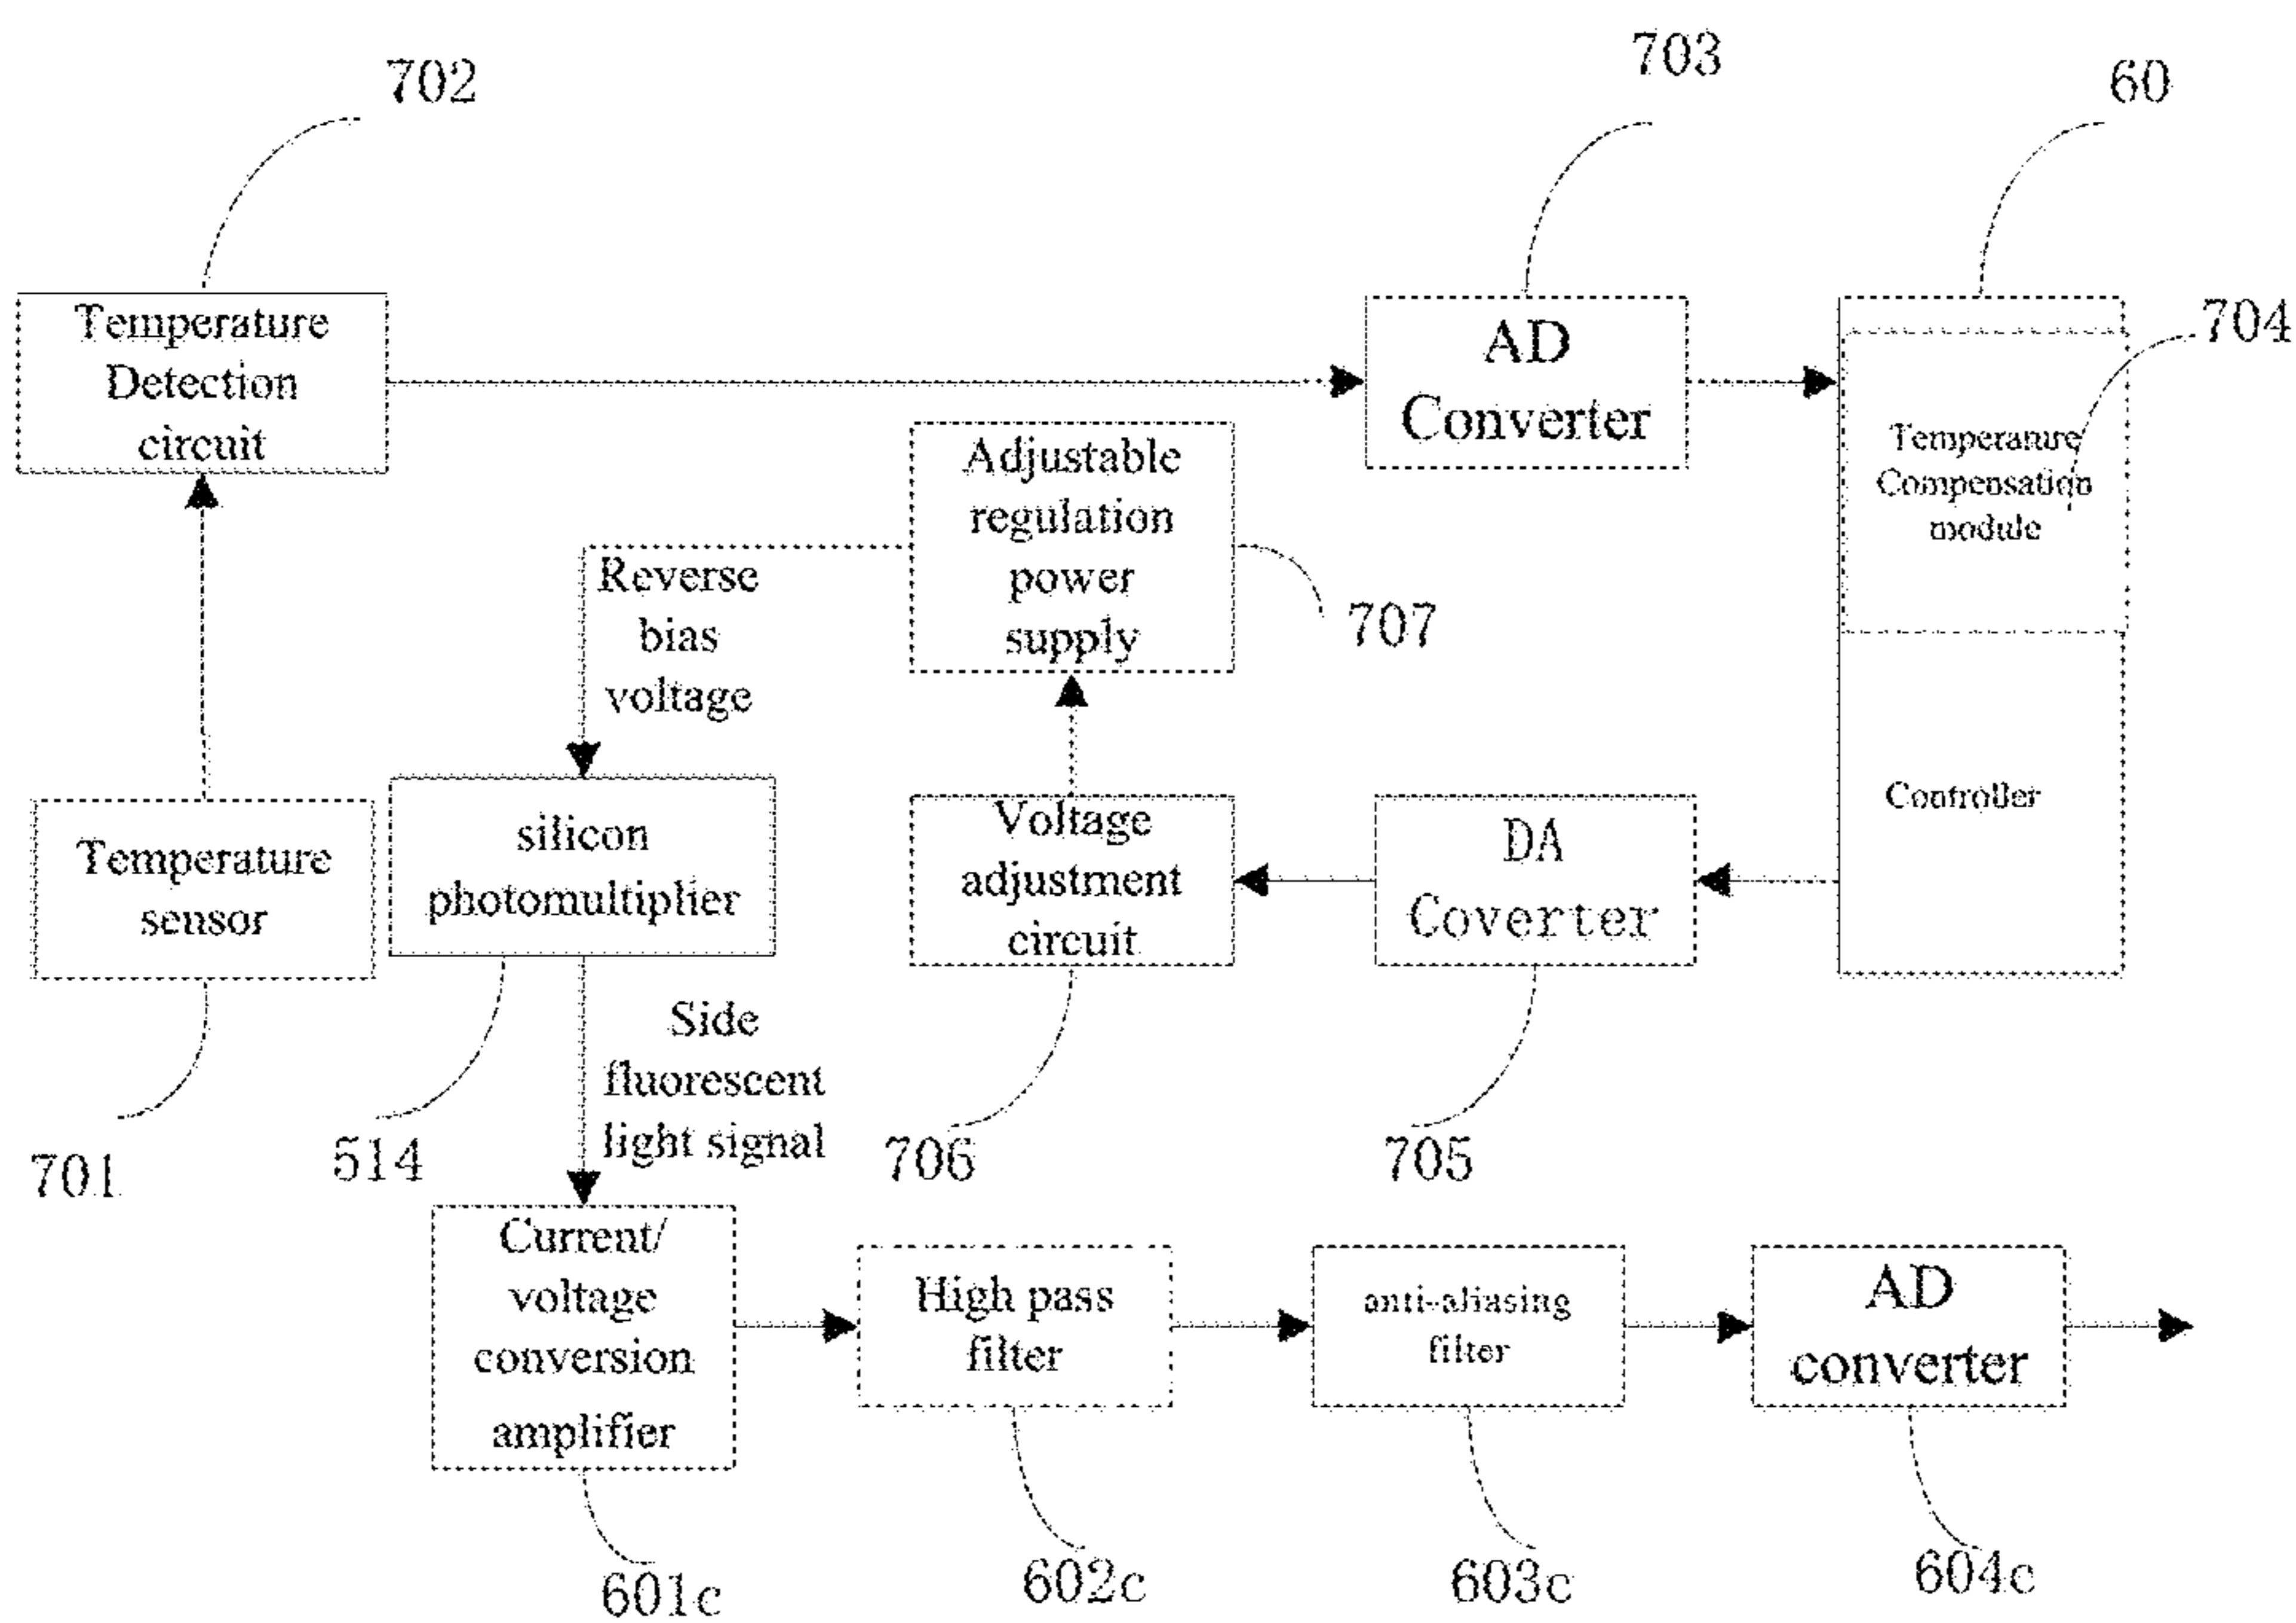 702
703
60
704
Temperature
Detection
circuit
AD
Converter
Temperature
Compensation
module
Adjustable
regulation
power
supply
707
Reverse
bias
voltage
Controller
Temperature
sensor
silicon
photomultiplier
Voltage
adjustment
circuit
DA
Coverter
701
514
Side
fluorescent
light signal
706
705
Current/
voltage
conversion
amplifier
High pass
filter
anti-aliasing
filter
AD
converter
601c
602c
603c
604c